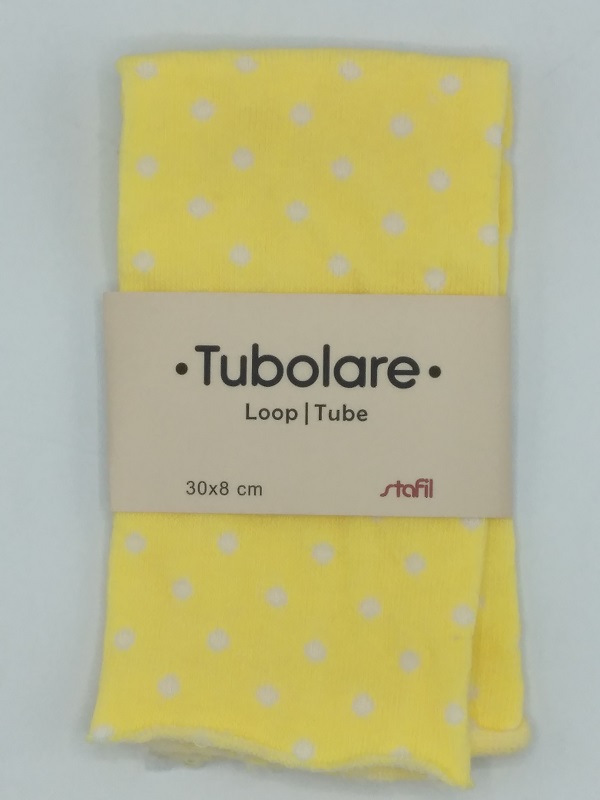 •Tubolare•
Loop|Tube
30x8 cm
stafil